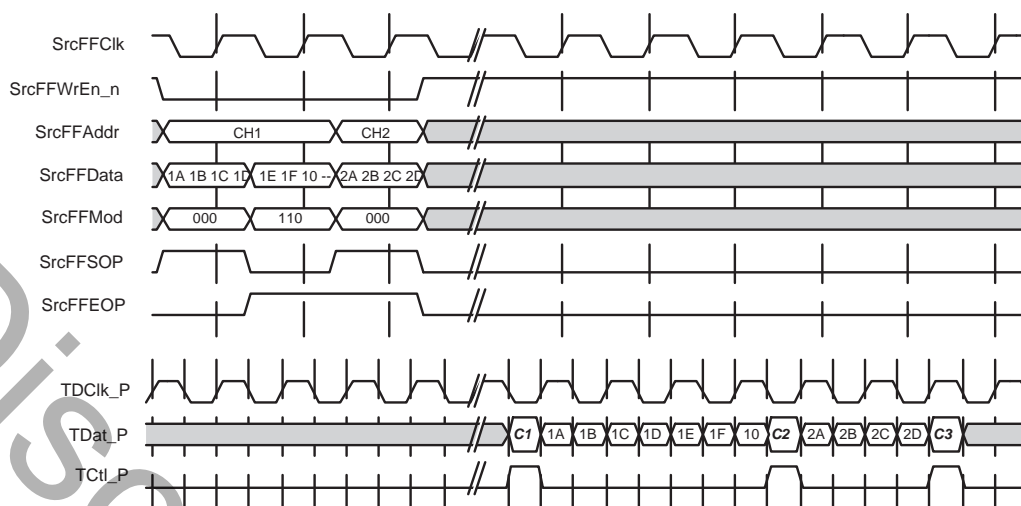 SrcFFClk
SrcFFWrEn_n
SrcFFAddr CH1 CH2
SrcFFData 1A 1B 1C 1D 1E 1F 10 -- 2A 2B 2C 2D
SrcFFMod 000 110 000
SrcFFSOP
SrcFFEOP
TDClk_P
TDat_P C1 1A 1B 1C 1D 1E 1F 10 C2 2A 2B 2C 2D C3
TCtl_P
Disc